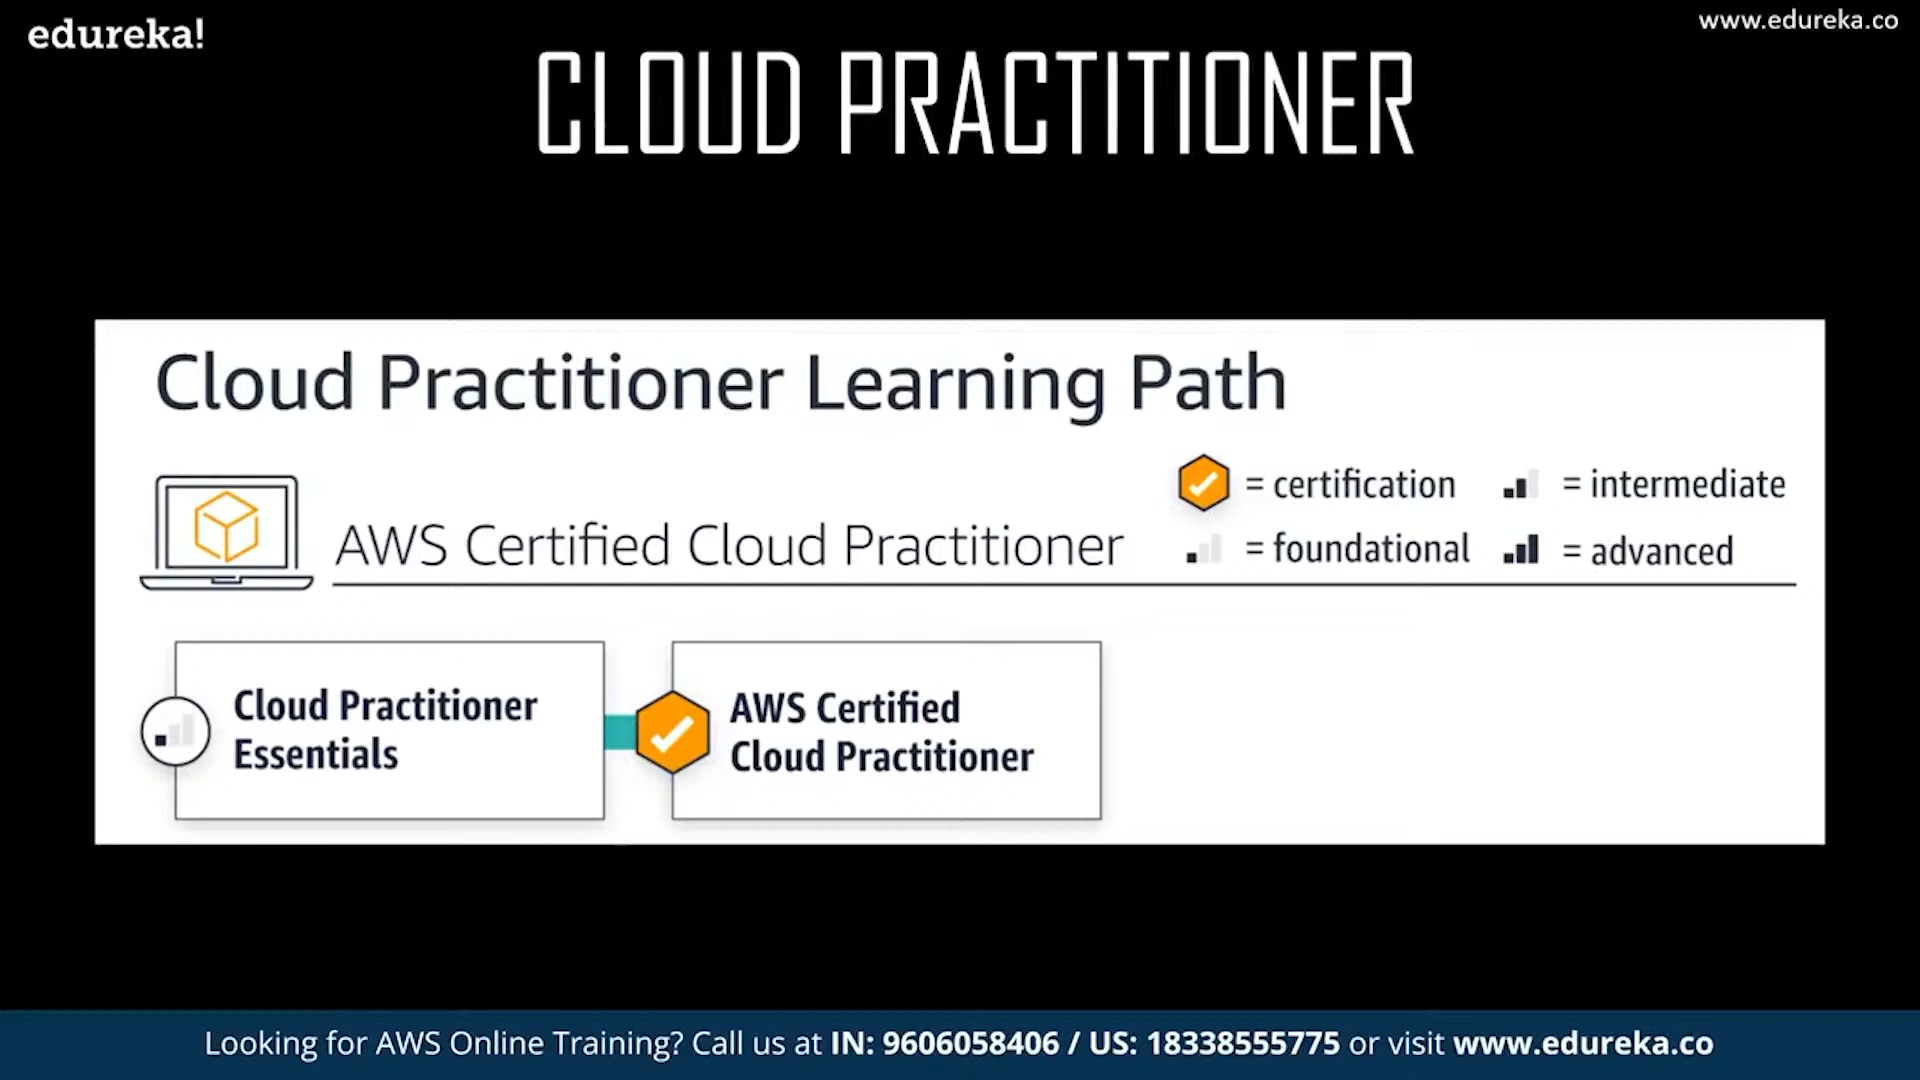 edureka!
www.edureka.co
CLOUD PRACTITIONER
Cloud Practitioner Learning Path
AWS Certified Cloud Practitioner
= certification
= intermediate
= foundational
= advanced
Cloud Practitioner
Essentials
AWS Certified
Cloud Practitioner
Looking for AWS Online Training? Call us at IN: 9606058406 / US: 18338555775 or visit www.edureka.co